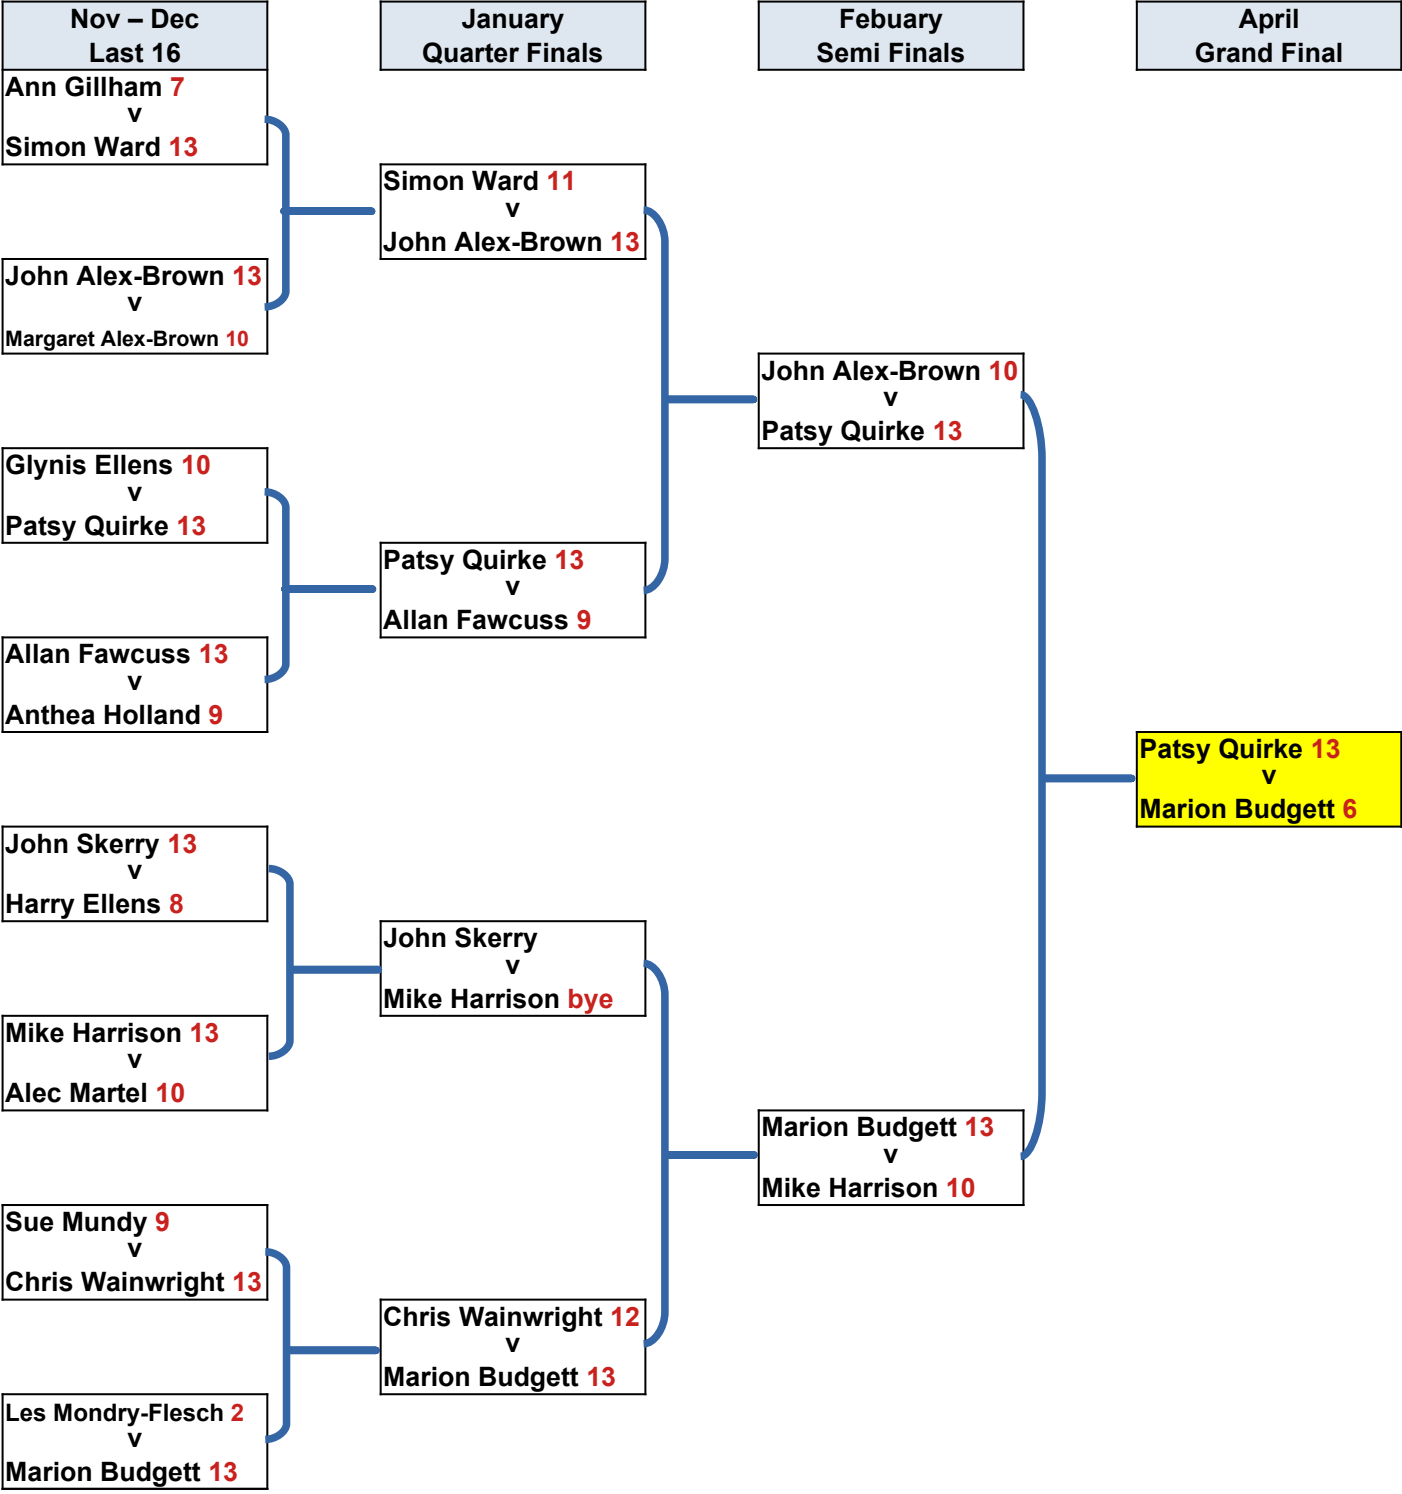 Nov – Dec
Last 16
January
Quarter Finals
Febuary
Semi Finals
April
Grand Final
Ann Gillham 7
v
Simon Ward 13
John Alex-Brown 13
v
Margaret Alex-Brown 10
Glynis Ellens 10
v
Patsy Quirke 13
Allan Fawcuss 13
v
Anthea Holland 9
John Skerry 13
v
Harry Ellens 8
Mike Harrison 13
v
Alec Martel 10
Sue Mundy 9
v
Chris Wainwright 13
Les Mondry-Flesch 2
v
Marion Budgett 13
Simon Ward 11
v
John Alex-Brown 13
Patsy Quirke 13
v
Allan Fawcuss 9
John Skerry
v
Mike Harrison bye
Chris Wainwright 12
v
Marion Budgett 13
John Alex-Brown 10
v
Patsy Quirke 13
Marion Budgett 13
v
Mike Harrison 10
Patsy Quirke 13
v
Marion Budgett 6